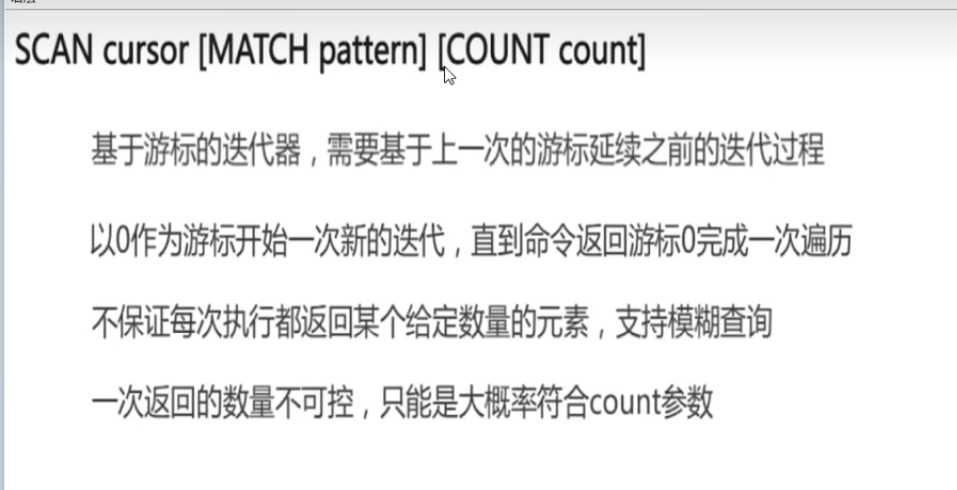 SCAN cursor [MATCH pattern] [COUNT count]
基于游标的迭代器，需要基于上一次的游标延续之前的迭代过程
以0作为游标开始一次新的迭代，直到命令返回游标0完成一次遍历
不保证每次执行都返回某个给定数量的元素，支持模糊查询
一次返回的数量不可控，只能是大概率符合count参数